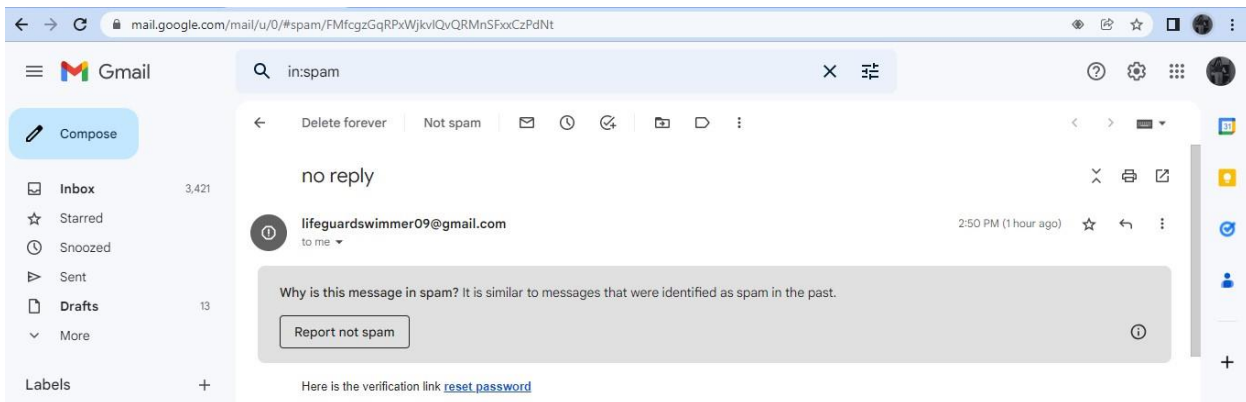 mail.google.com/mail/u/0/#spam/FMfcgzGqRPxWjkvlQvQRMnSFxxCzPdNt
Gmail
in:spam
Compose
Delete forever
Not spam
Inbox 3,421
Starred
Snoozed
Sent
Drafts 13
More
Labels
no reply
lifeguardswimmer09@gmail.com 2:50 PM (1 hour ago)
to me
Why is this message in spam? It is similar to messages that were identified as spam in the past.
Report not spam
Here is the verification link reset password
31